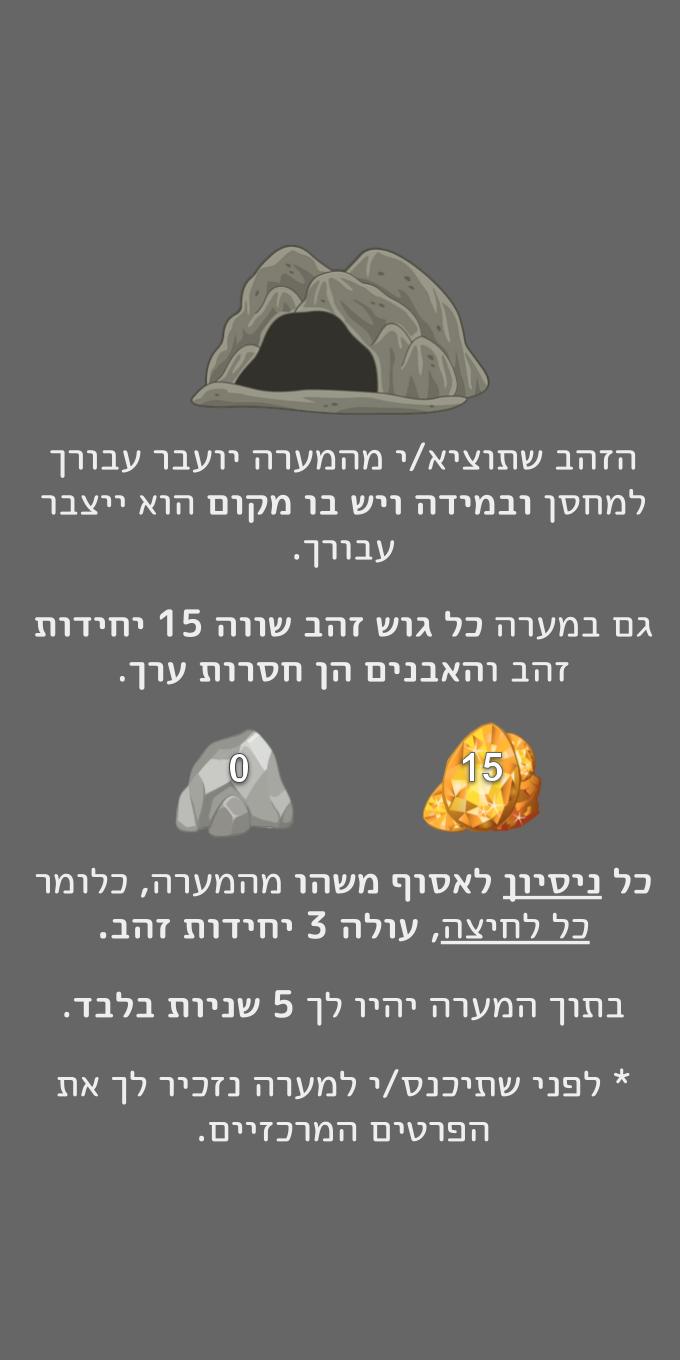 הזהב שתוציא/י מהמערה יועבר עבורך
למחסן ובמידה ויש בו מקום הוא ייצבר
עבורך.
גם במערה כל גוש זהב שווה 15 יחידות
זהב והאבנים הן חסרות ערך.
15 0
כל ניסיון לאסוף משהו מהמערה, כלומר
כל לחיצה, עולה 3 יחידות זהב.
בתוך המערה יהיו לך 5 שניות בלבד.
* לפני שתיכנס/י למערה נזכיר לך את
הפרטים המרכזיים.